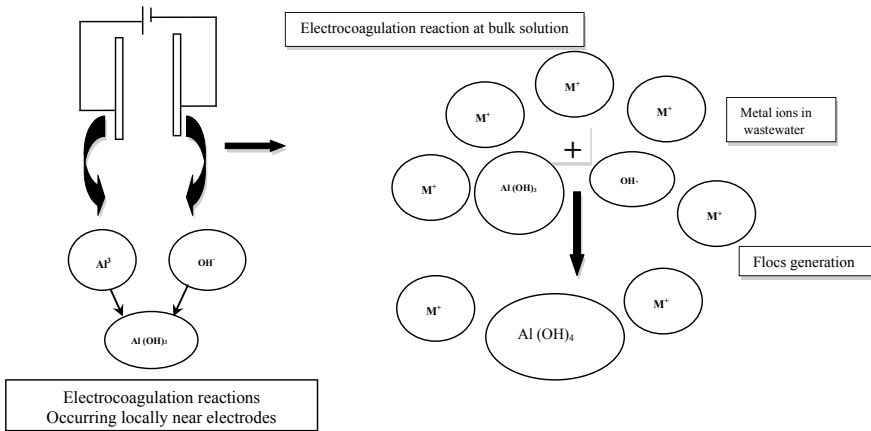 Electrocoagulation reaction at bulk solution
M⁺
M⁺
M⁺
Metal ions in
wastewater
+
M⁺
Al (OH)₃
OH-
M⁺
Flocs generation
Al³
OH⁻
M⁺
M⁺
Al (OH)₃
Al (OH)₄
Electrocoagulation reactions
Occurring locally near electrodes